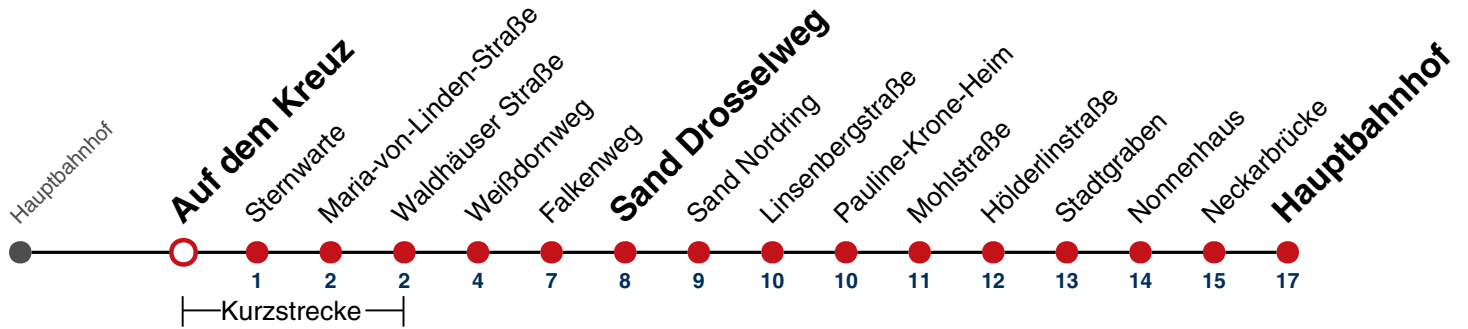 Hauptbahnhof
Auf dem Kreuz
Sternwarte
Maria-von-Linden-Straße
Waldhäuser Straße
Weißdornweg
Falkenweg
Sand Drosselweg
Sand Nordring
Linsenbergstraße
Pauline-Krone-Heim
Mohlstraße
Hölderlinstraße
Stadtgraben
Nonnenhaus
Neckarbrücke
Hauptbahnhof
1 2 2 4 7 8 9 10 10 11 12 13 14 15 17
Kurzstrecke